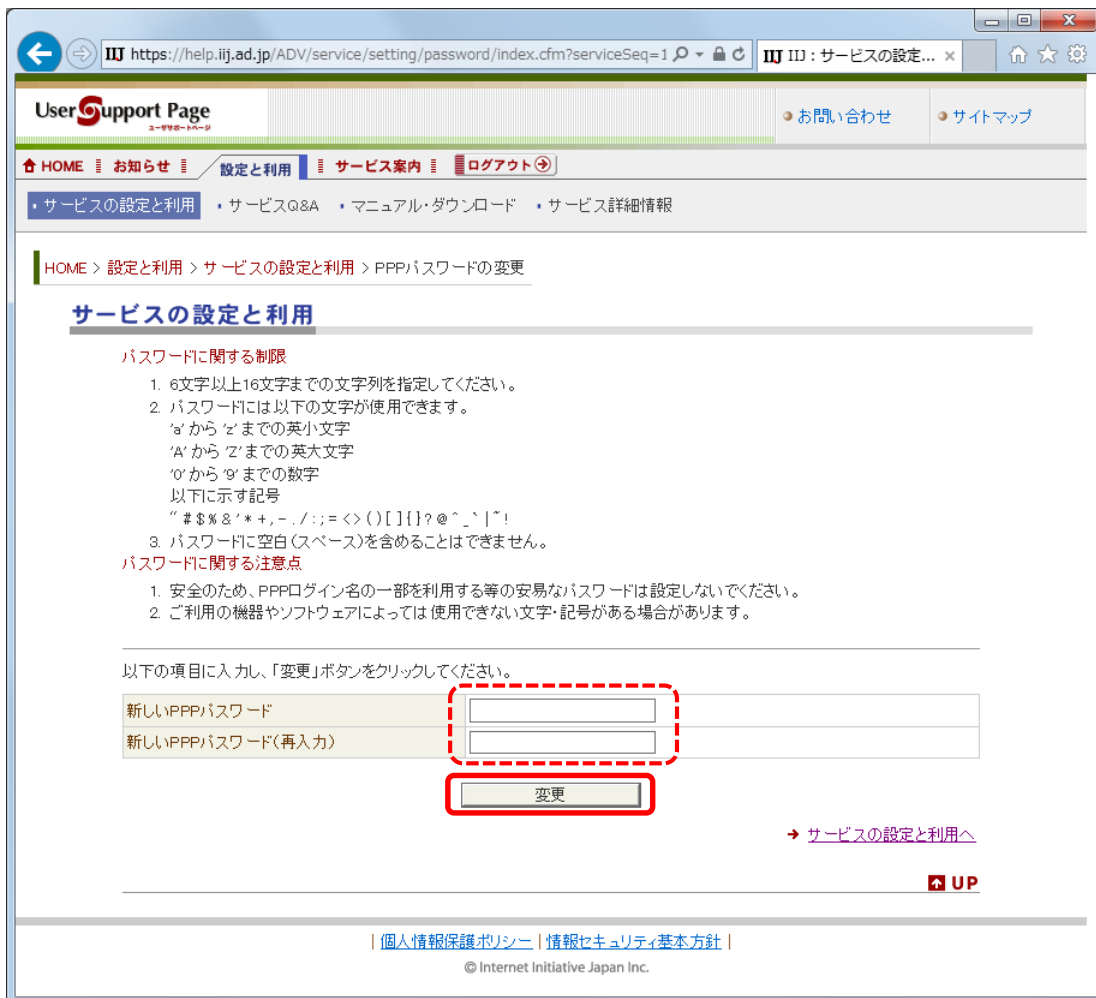 https://help.iij.ad.jp/ADV/service/setting/password/index.cfm?serviceSeq=1
IIJ IIJ : サービスの設定...
User Support Page
ユーザサポートページ
お問い合わせ
サイトマップ
HOME
お知らせ
設定と利用
サービス案内
ログアウト
・サービスの設定と利用 ・サービスQ&A ・マニュアル・ダウンロード ・サービス詳細情報
HOME > 設定と利用 > サービスの設定と利用 > PPPパスワードの変更
サービスの設定と利用
パスワードに関する制限
1. 6文字以上16文字までの文字列を指定してください。
2. パスワードには以下の文字が使用できます。
'a' から 'z' までの英小文字
'A' から 'Z' までの英大文字
'0' から '9' までの数字
以下に示す記号
" # $ % & ' * + , - . / : ; = < > ( ) [ ] { } ? @ ^ _ ` | ~ !
3. パスワードに空白(スペース)を含めることはできません。
パスワードに関する注意点
1. 安全のため、PPPログイン名の一部を利用する等の安易なパスワードは設定しないでください。
2. ご利用の機器やソフトウェアによっては使用できない文字・記号がある場合があります。
以下の項目に入力し、「変更」ボタンをクリックしてください。
新しいPPPパスワード
新しいPPPパスワード(再入力)
変更
サービスの設定と利用へ
UP
| 個人情報保護ポリシー | 情報セキュリティ基本方針 |
© Internet Initiative Japan Inc.